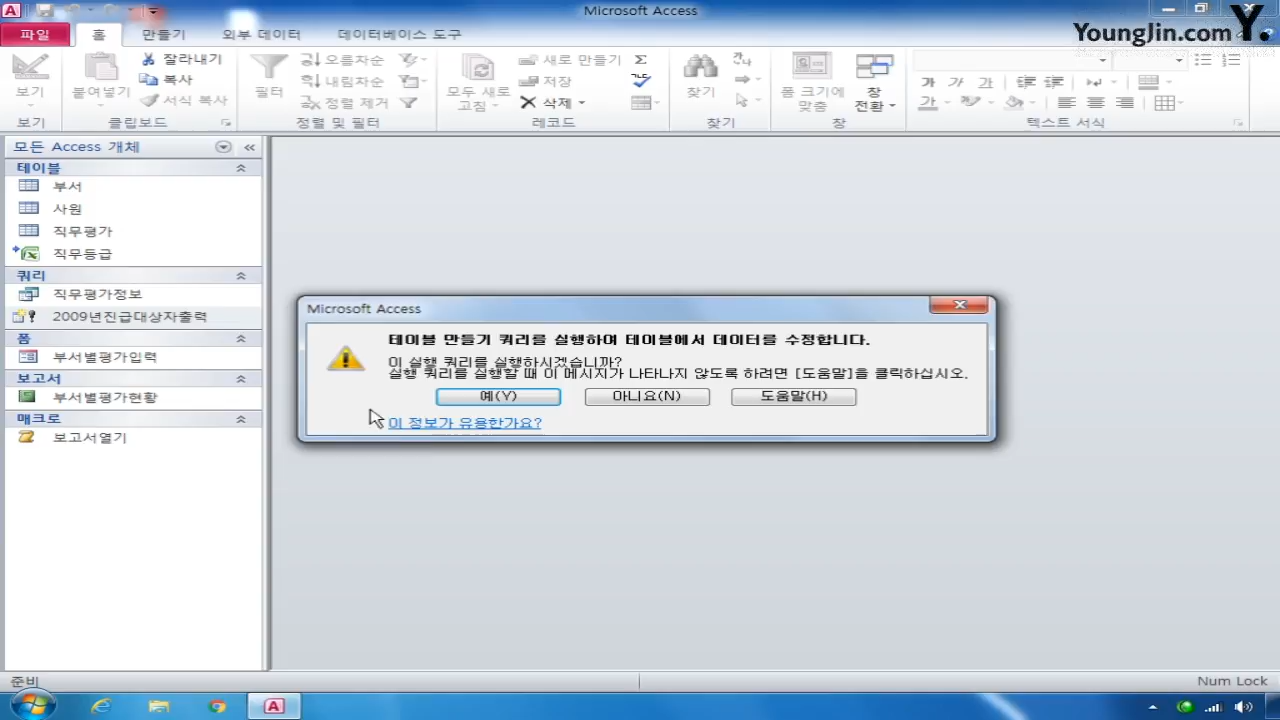 Microsoft Access
YoungJin.com Y.
파일 홈 만들기 외부 데이터 데이터베이스 도구
보기
붙여넣기
잘라내기
복사
서식 복사
필터
오름차순
내림차순
정렬 제거
모두 새로 고침
새로 만들기
저장
삭제
찾기
폼 크기에 맞춤
창 전환
가 가 가
가
보기 클립보드 정렬 및 필터 레코드 찾기 창 텍스트 서식
모든 Access 개체
테이블
부서
사원
직무평가
직무등급
쿼리
직무평가정보
2009년진급대상자출력
폼
부서별평가입력
보고서
부서별평가현황
매크로
보고서열기
Microsoft Access
테이블 만들기 쿼리를 실행하여 테이블에서 데이터를 수정합니다.
이 실행 쿼리를 실행하시겠습니까?
실행 쿼리를 실행할 때 이 메시지가 나타나지 않도록 하려면 [도움말]을 클릭하십시오.
예(Y) 아니요(N) 도움말(H)
이 정보가 유용한가요?
준비
Num Lock